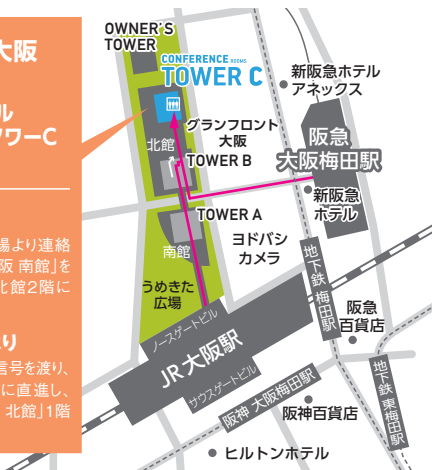 大阪
ル
ワーC
場より連絡
阪 南館」を
北館2階に
り
信号を渡り、
に直進し、
北館」1階
OWNER'S
TOWER
CONFERENCE ROOMS
TOWER C
新阪急ホテル
アネックス
グランフロント
大阪
北館
TOWER B
阪急
大阪梅田駅
新阪急
ホテル
TOWER A
南館
ヨドバシ
カメラ
うめきた
広場
地下鉄 梅田駅
阪急
百貨店
ノースゲートビル
JR大阪駅
サウスゲートビル
阪神 大阪梅田駅
阪神百貨店
地下鉄 東梅田駅
ヒルトンホテル